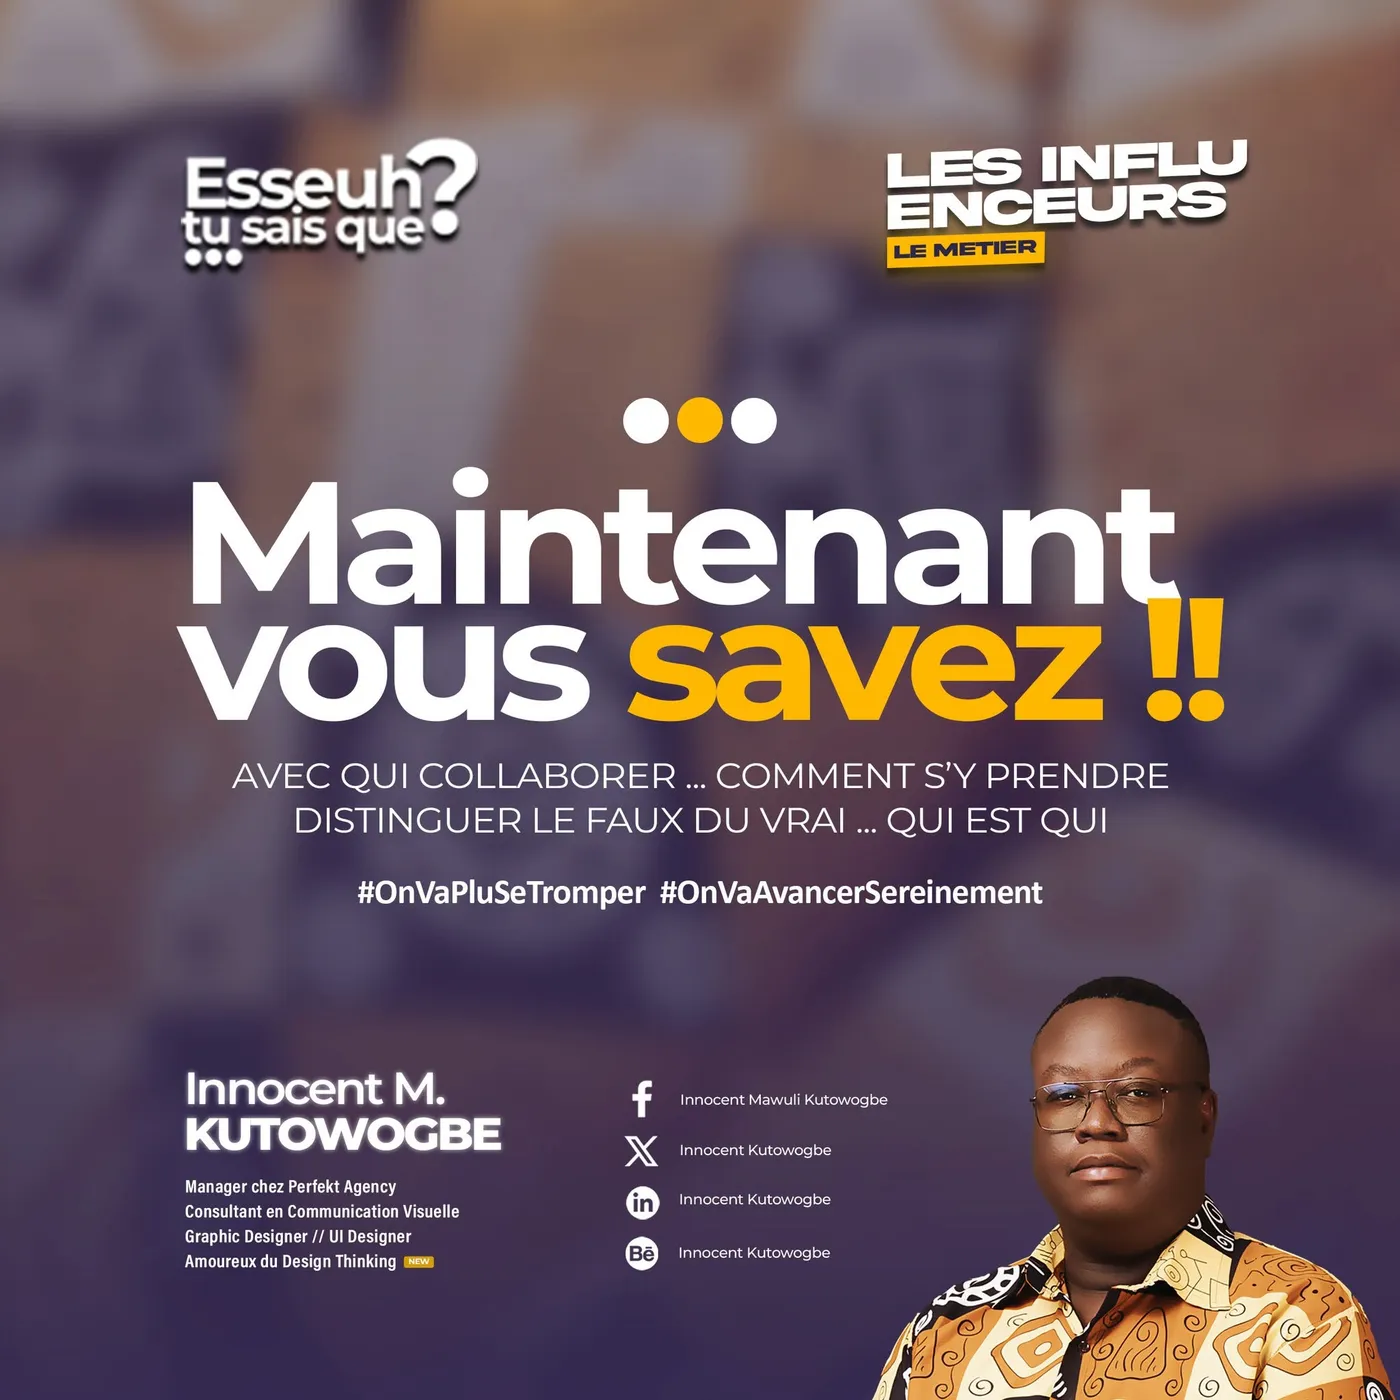 Esseuh?
tu sais que
...
LES INFLU
ENCEURS
LE METIER
Maintenant
vous savez !!
AVEC QUI COLLABORER ... COMMENT S'Y PRENDRE
DISTINGUER LE FAUX DU VRAI ... QUI EST QUI
#OnVaPluSeTromper #OnVaAvancerSereinement
Innocent M.
KUTOWOGBE
Manager chez Perfekt Agency
Consultant en Communication Visuelle
Graphic Designer // UI Designer
Amoureux du Design Thinking NEW
Innocent Mawuli Kutowogbe
Innocent Kutowogbe
in Innocent Kutowogbe
Bē Innocent Kutowogbe